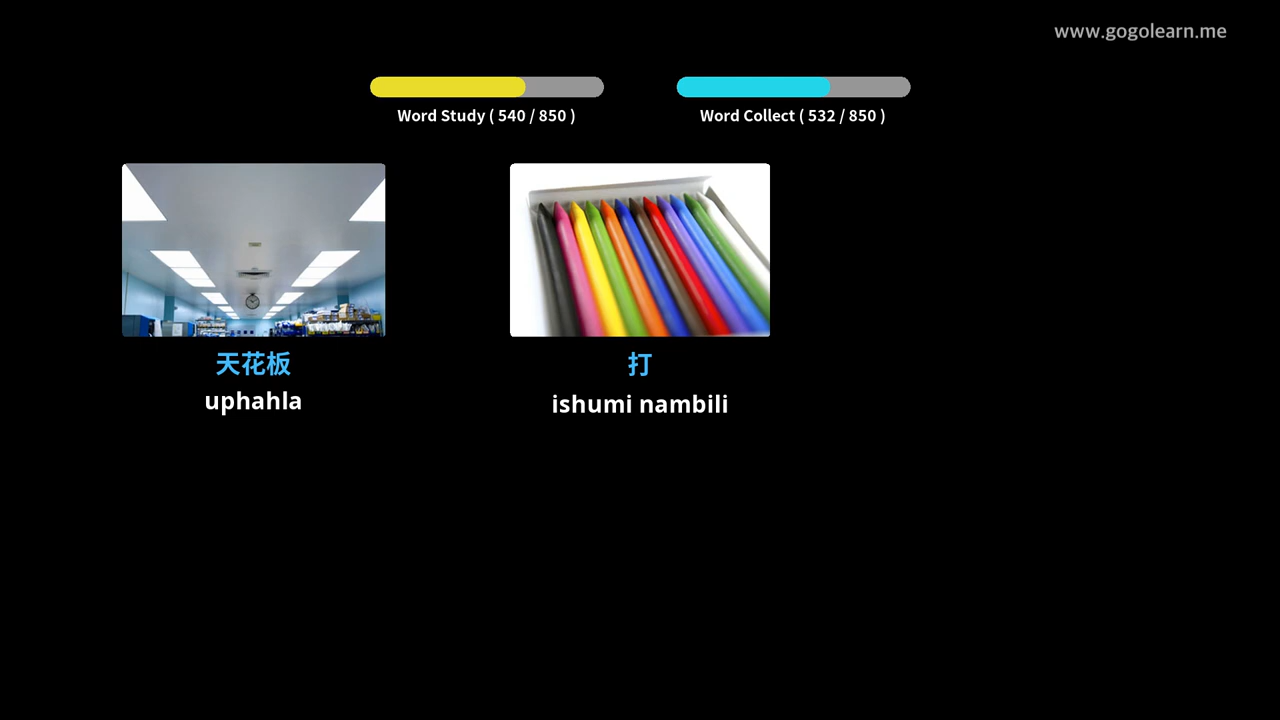 www.gogolearn.me
Word Study ( 540 / 850 )
Word Collect ( 532 / 850 )
天花板
uphahla
打
ishumi nambili